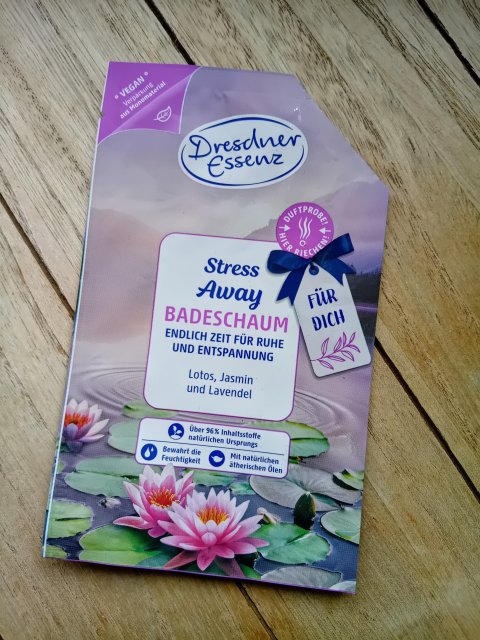 * VEGAN *
Verpackung
aus Monomaterial
Dresdner
Essenz
DUFTPROBE!
HIER RIECHEN!
Stress
Away
BADESCHAUM
ENDLICH ZEIT FÜR RUHE
UND ENTSPANNUNG
Lotos, Jasmin
und Lavendel
FÜR
DICH
Über 96% Inhaltsstoffe
natürlichen Ursprungs
Bewahrt die
Feuchtigkeit
Mit natürlichen
ätherischen Ölen